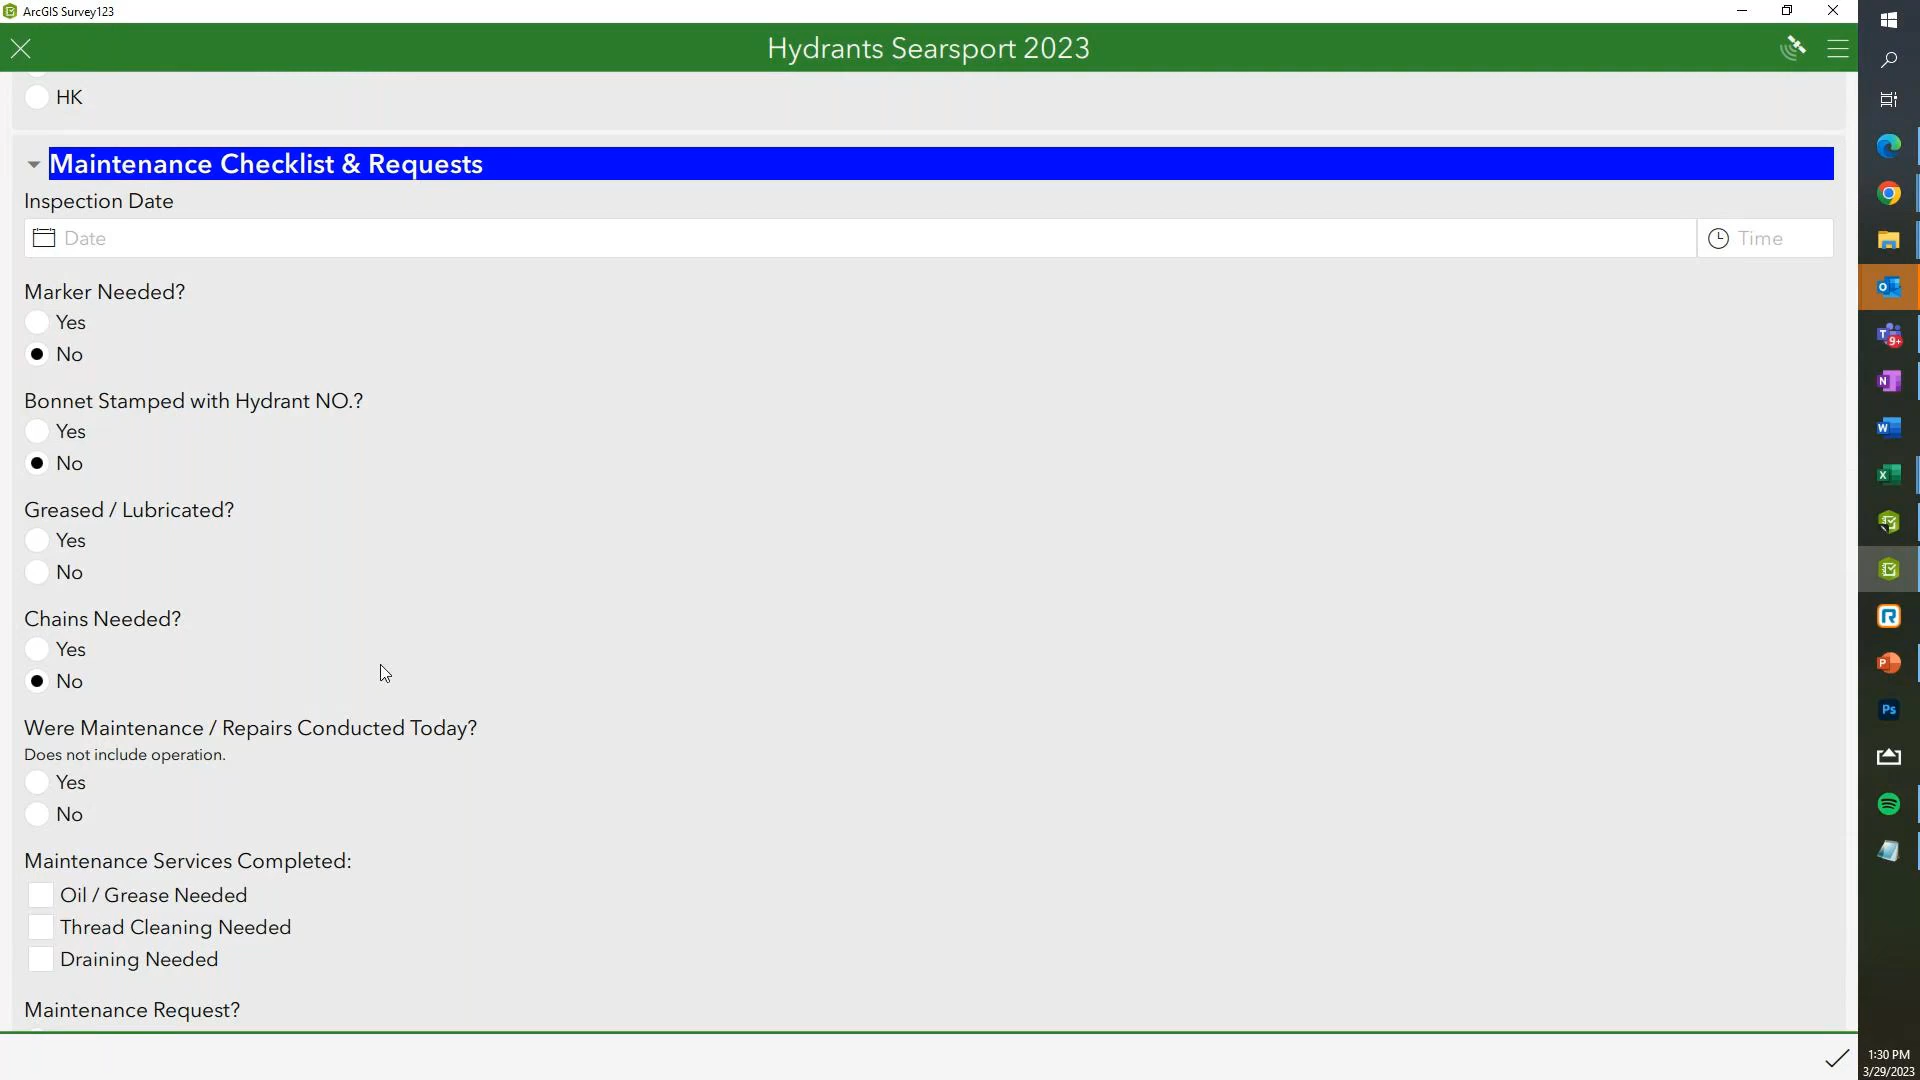 ArcGIS Survey123
Hydrants Searsport 2023
HK
Maintenance Checklist & Requests
Inspection Date
Date
Time
Marker Needed?
Yes
No
Bonnet Stamped with Hydrant NO.?
Yes
No
Greased / Lubricated?
Yes
No
Chains Needed?
Yes
No
Were Maintenance / Repairs Conducted Today?
Does not include operation.
Yes
No
Maintenance Services Completed:
Oil / Grease Needed
Thread Cleaning Needed
Draining Needed
Maintenance Request?
9+
1:30 PM
3/29/2023